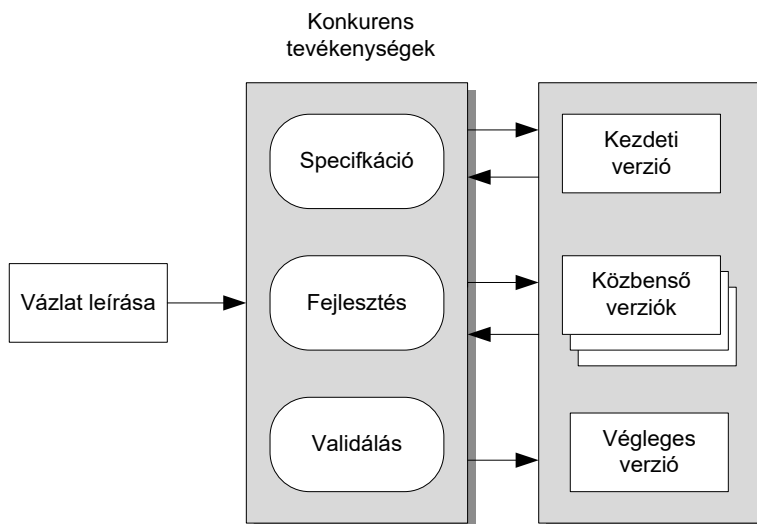 Konkurens
tevékenységek
Specifkáció
Kezdeti
verzió
Vázlat leírása
Fejlesztés
Közbenső
verziók
Validálás
Végleges
verzió